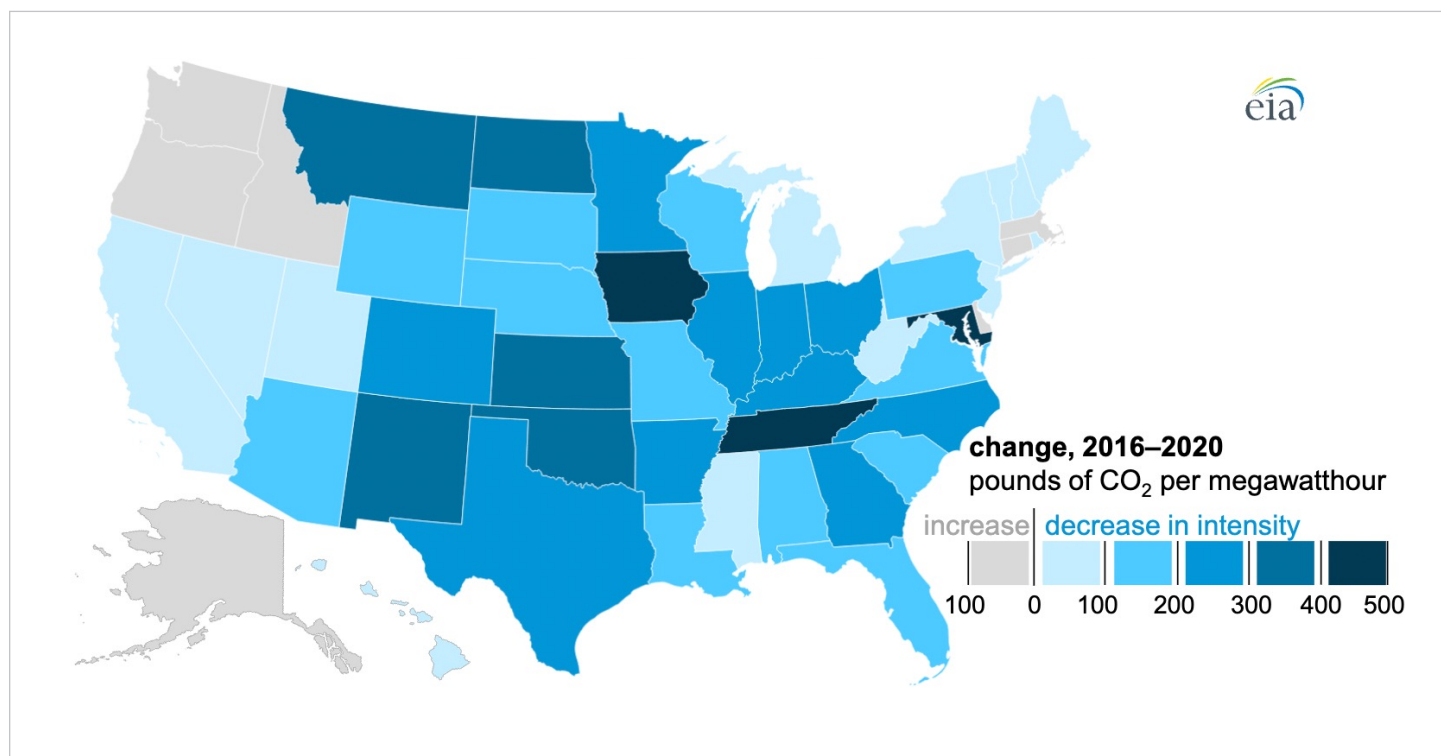 eia
change, 2016–2020
pounds of CO₂ per megawatthour
increase decrease in intensity
100 0 100 200 300 400 500